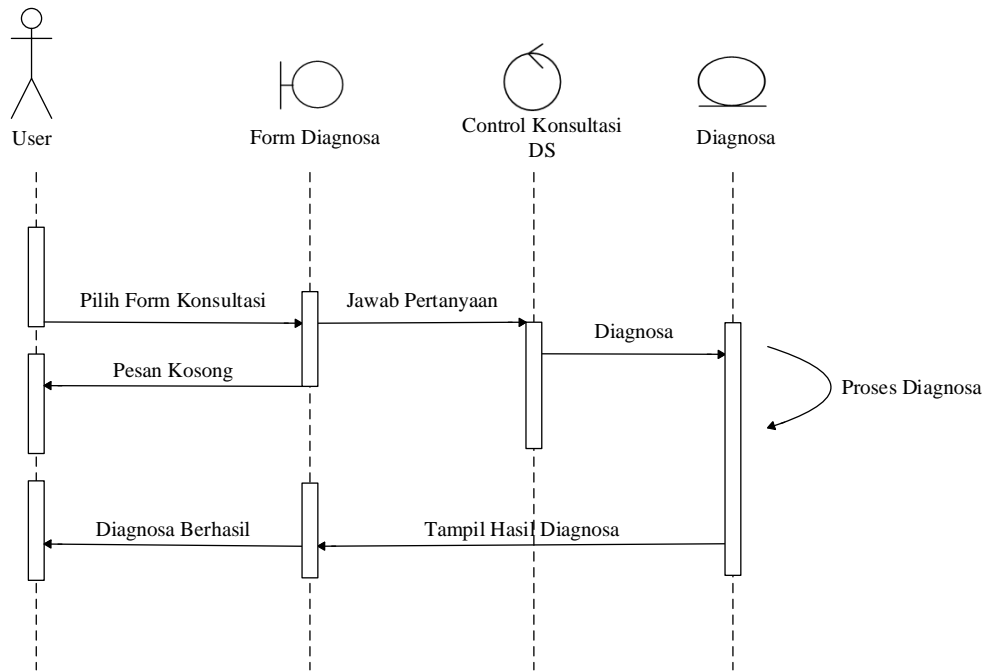 User
Form Diagnosa
Control Konsultasi
DS
Diagnosa
Pilih Form Konsultasi
Jawab Pertanyaan
Diagnosa
Pesan Kosong
Proses Diagnosa
Diagnosa Berhasil
Tampil Hasil Diagnosa